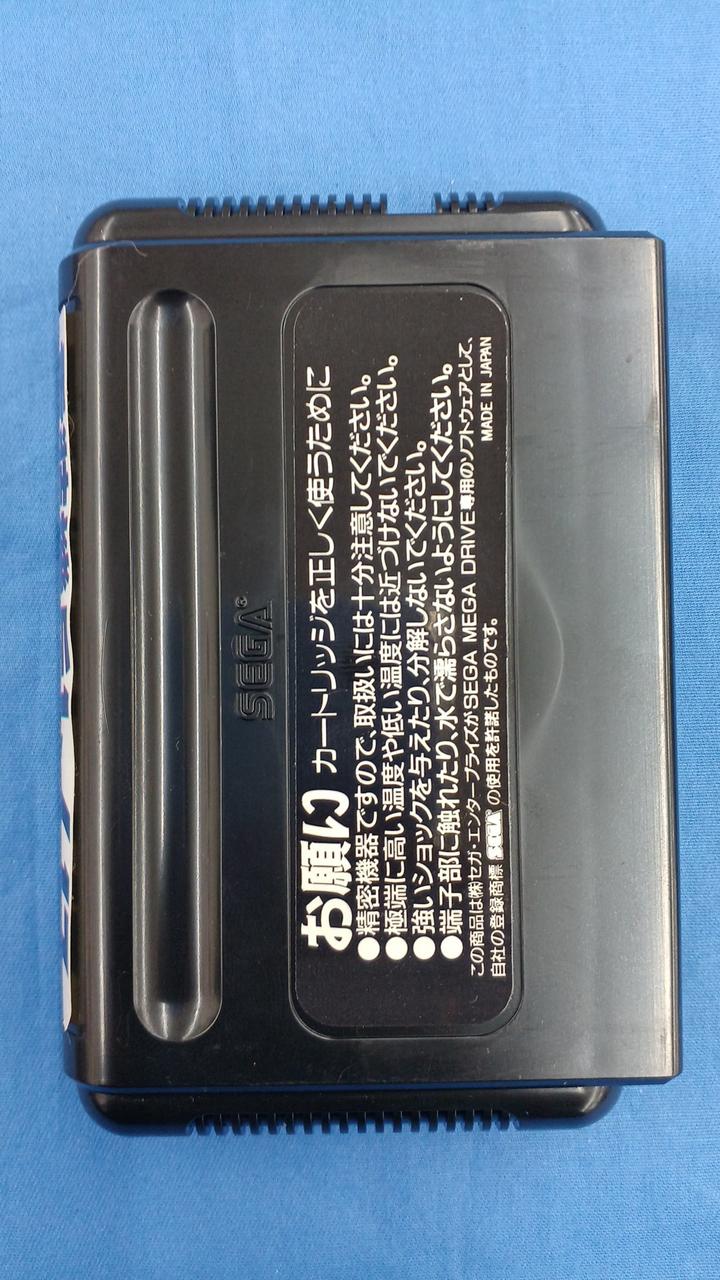 SEGA®
お願い カートリッジを正しく使うために
●精密機器ですので、取扱いには十分注意してください。
●極端に高い温度や低い温度には近づけないでください。
●強いショックを与えたり、分解しないでください。
●端子部に触れたり、水で濡らさないようにしてください。
この商品は㈱セガ・エンタープライゼスがSEGA MEGA DRIVE専用のソフトウェアとして、
自社の登録商標 SEGA の使用を許諾したものです。
MADE IN JAPAN